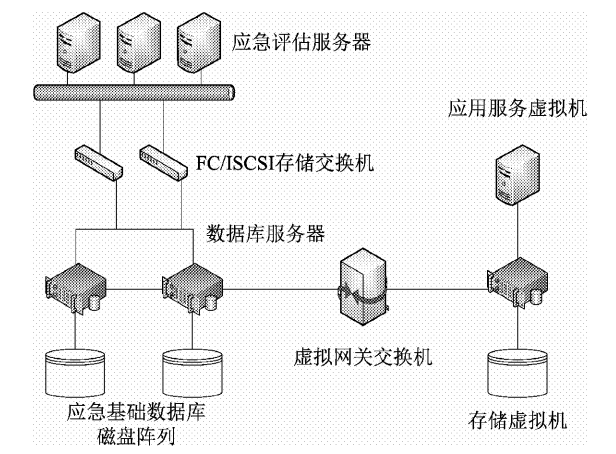 应急评估服务器
应用服务虚拟机
FC/ISCSI存储交换机
数据库服务器
虚拟网关交换机
应急基础数据库
磁盘阵列
存储虚拟机